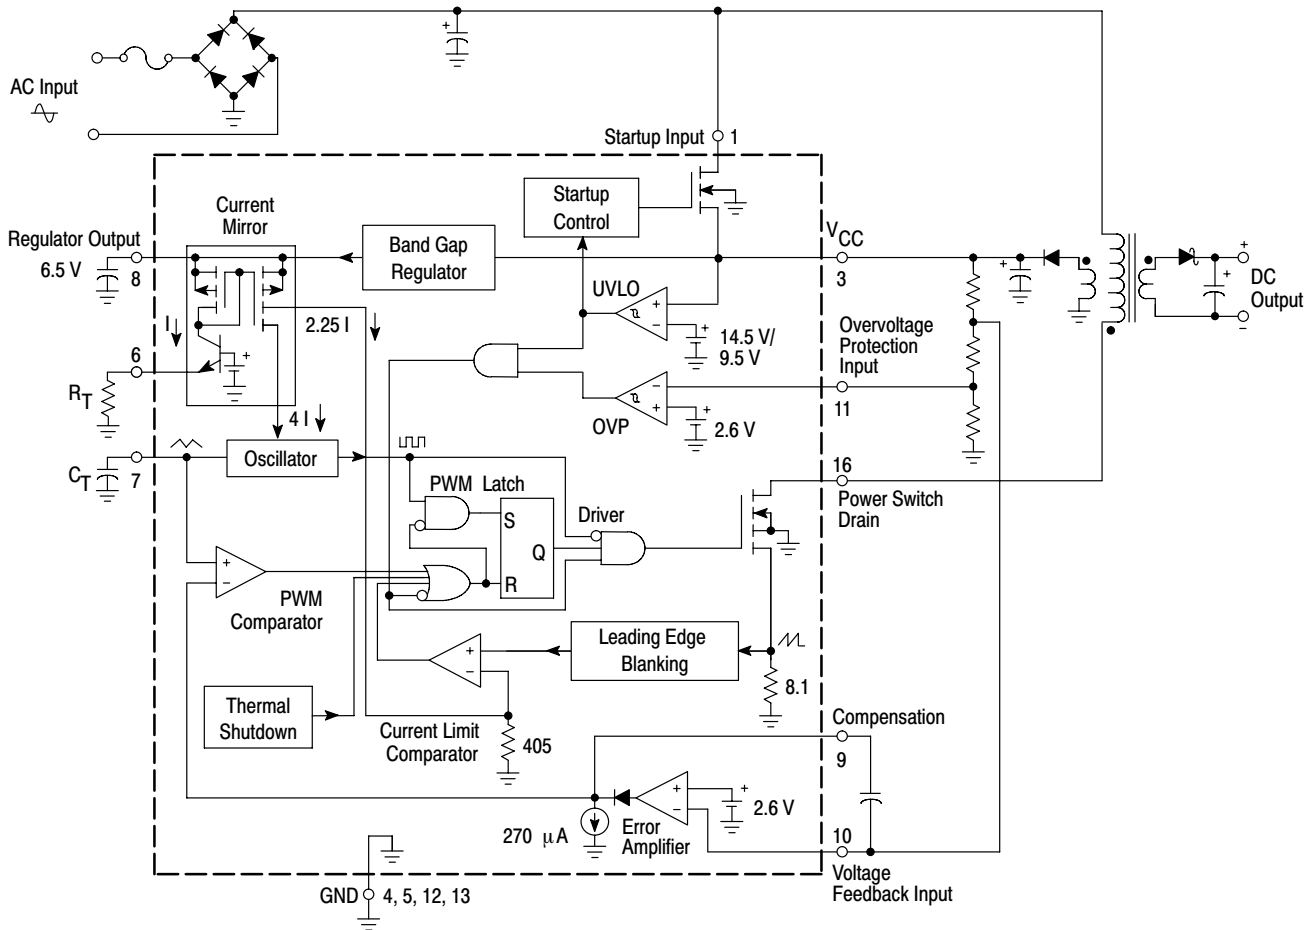 AC Input
Startup Input
1
Current
Mirror
Startup
Control
Regulator Output
6.5 V
8
Band Gap
Regulator
VCC
3
DC
Output
+
−
UVLO
14.5 V/
9.5 V
I
2.25 I
6
RT
4 I
Overvoltage
Protection
Input
11
OVP
2.6 V
CT
7
Oscillator
16
Power Switch
Drain
PWM Latch
S
Q
R
Driver
PWM
Comparator
Leading Edge
Blanking
8.1
Thermal
Shutdown
Current Limit
Comparator
405
Compensation
9
270 μA
Error
Amplifier
2.6 V
10
Voltage
Feedback Input
GND
4, 5, 12, 13